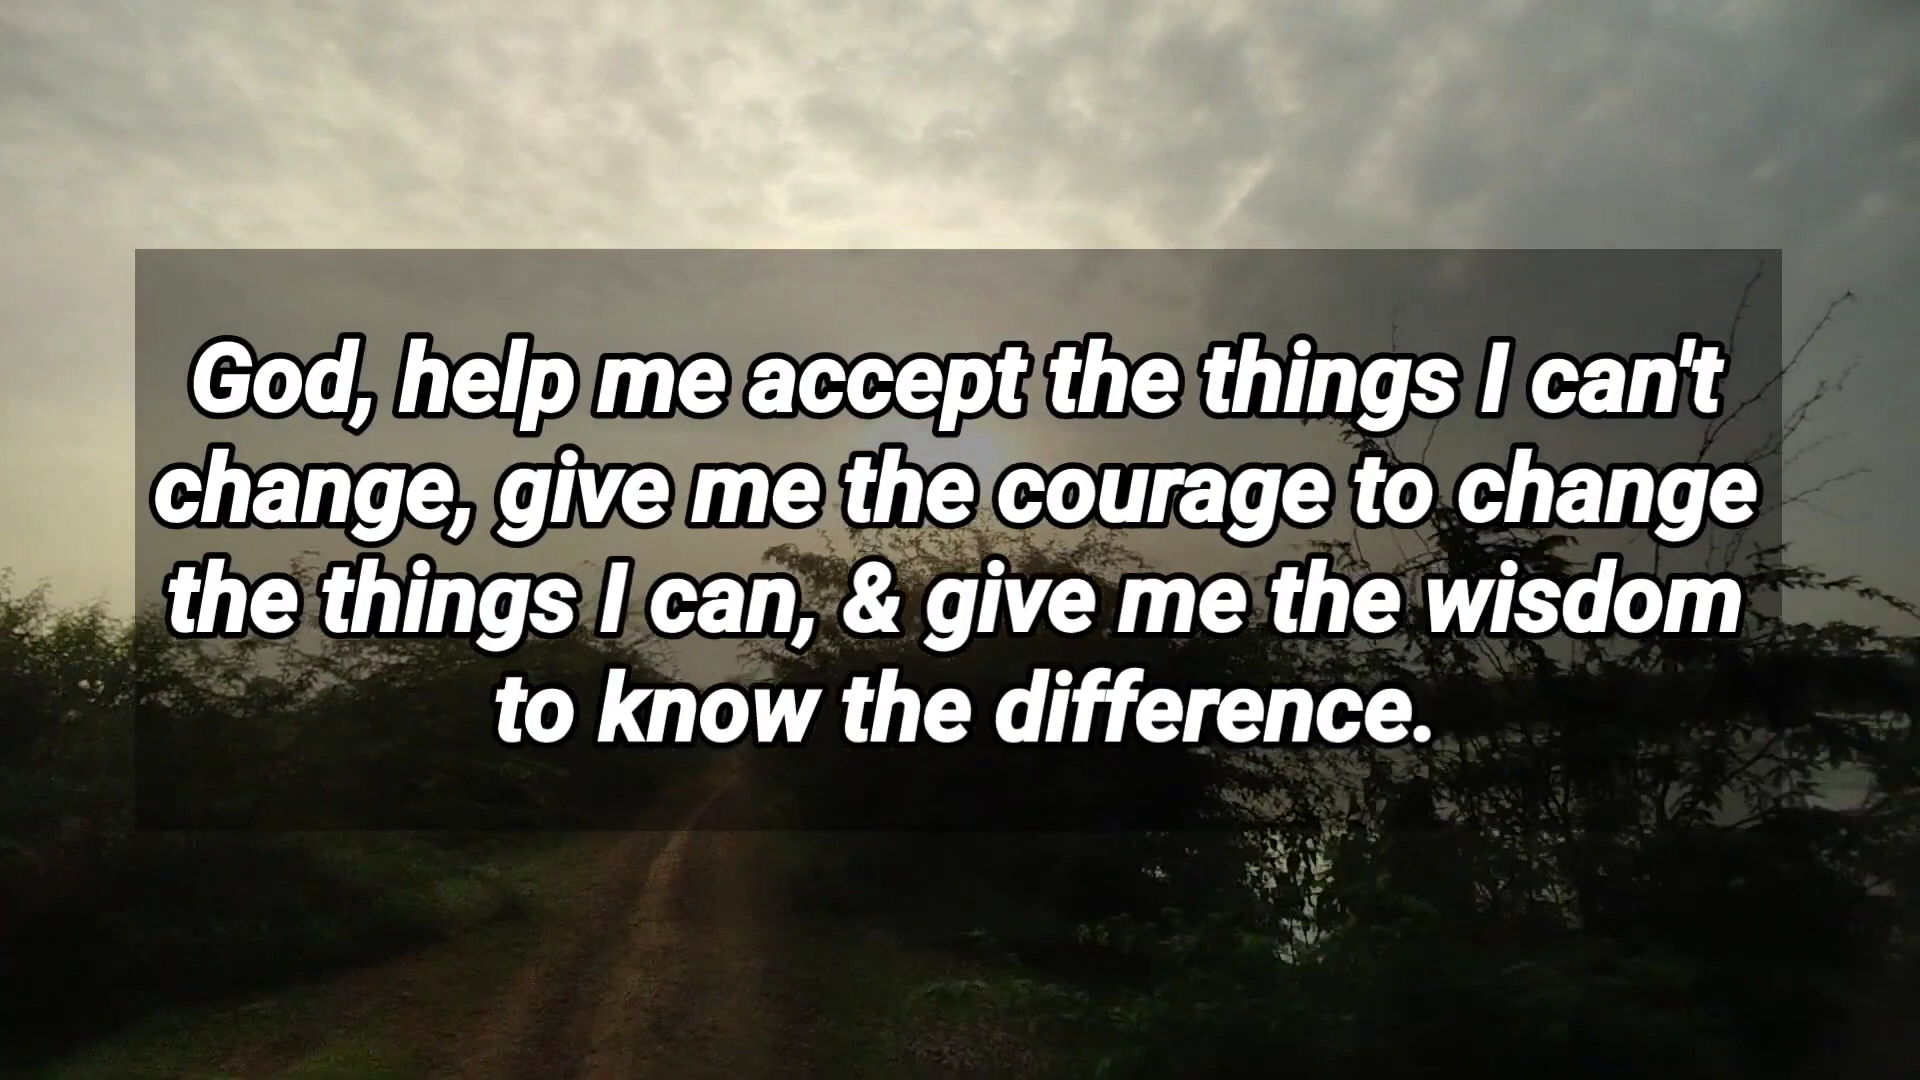 God, help me accept the things I can't
change, give me the courage to change
the things I can, & give me the wisdom
to know the difference.